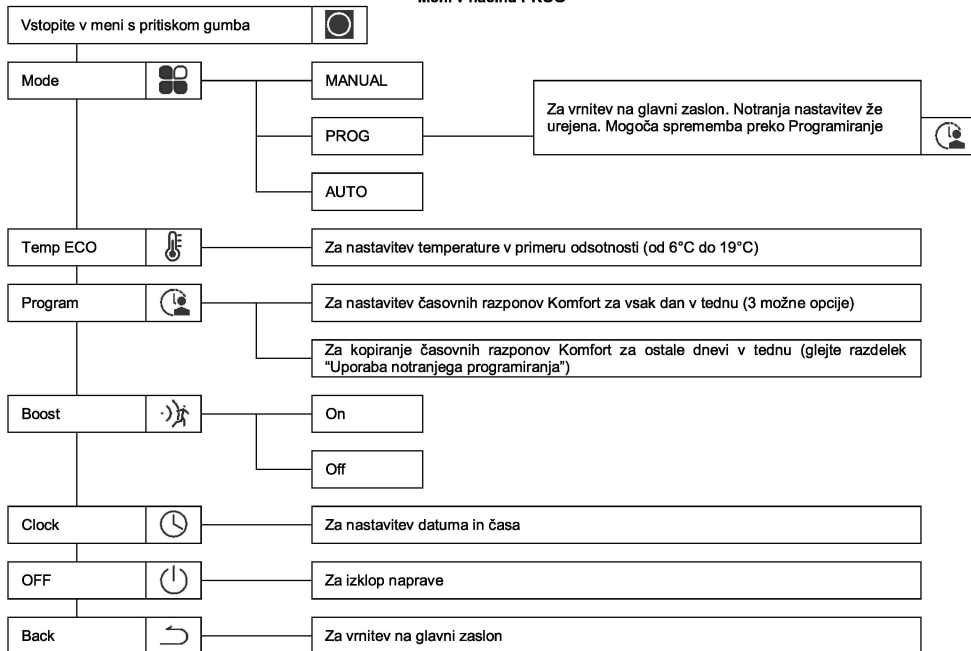 Meni v načinu PROG
Vstopite v meni s pritiskom gumba
Mode
MANUAL
PROG
Za vrnitev na glavni zaslon. Notranja nastavitev že
urejena. Mogoča sprememba preko Programiranje
AUTO
Temp ECO
Za nastavitev temperature v primeru odsotnosti (od 6°C do 19°C)
Program
Za nastavitev časovnih razponov Komfort za vsak dan v tednu (3 možne opcije)
Za kopiranje časovnih razponov Komfort za ostale dnevi v tednu (glejte razdelek
“Uporaba notranjega programiranja”)
Boost
On
Off
Clock
Za nastavitev datuma in časa
OFF
Za izklop naprave
Back
Za vrnitev na glavni zaslon